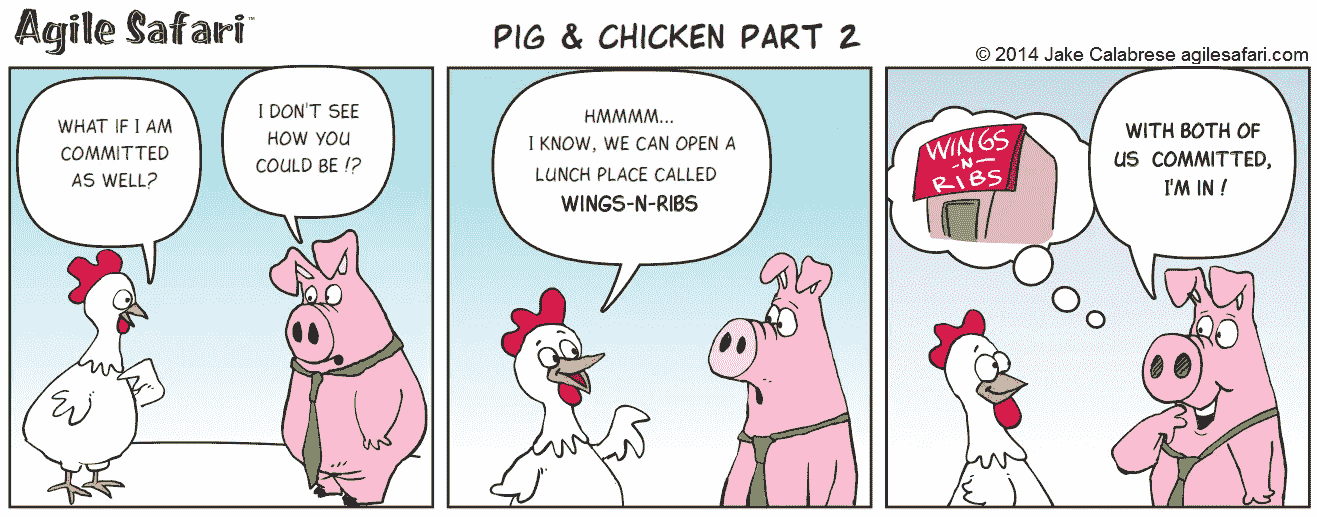 Agile Safari™
PIG & CHICKEN PART 2
© 2014 Jake Calabrese agilesafari.com
WHAT IF I AM
COMMITTED
AS WELL?
I DON'T SEE
HOW YOU
COULD BE !?
HMMMM...
I KNOW, WE CAN OPEN A
LUNCH PLACE CALLED
WINGS-N-RIBS
WINGS
-N-
RIBS
WITH BOTH OF
US COMMITTED,
I'M IN !